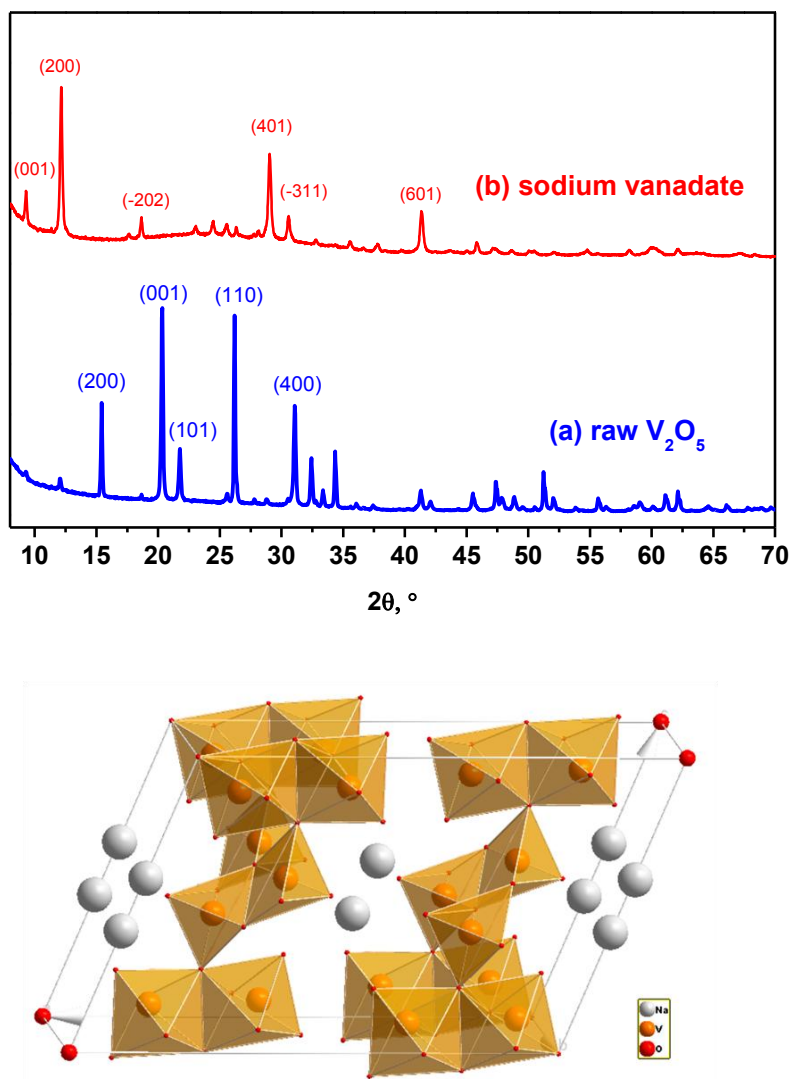 (200)
(401)
(001)
(-202)
(-311)
(601)
(b) sodium vanadate
(001)
(110)
(200)
(101)
(400)
(a) raw V₂O₅
10 15 20 25 30 35 40 45 50 55 60 65 70
2θ, °
Na
V
O
b